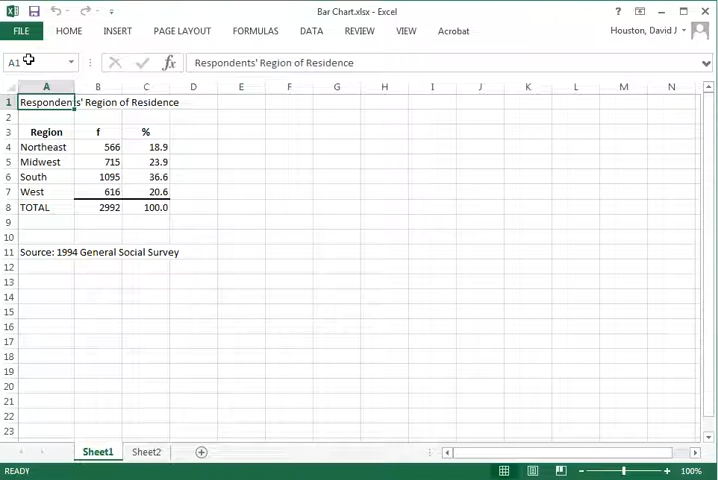 Bar Chart.xlsx - Excel
FILE HOME INSERT PAGE LAYOUT FORMULAS DATA REVIEW VIEW Acrobat Houston, David J
A1 fx Respondents' Region of Residence
A B C D E F G H I J K L M N
1 Respondents' Region of Residence
2
3 Region f %
4 Northeast 566 18.9
5 Midwest 715 23.9
6 South 1095 36.6
7 West 616 20.6
8 TOTAL 2992 100.0
9
10
11 Source: 1994 General Social Survey
12
13
14
15
16
17
18
19
20
21
22
23
Sheet1 Sheet2
READY 100%